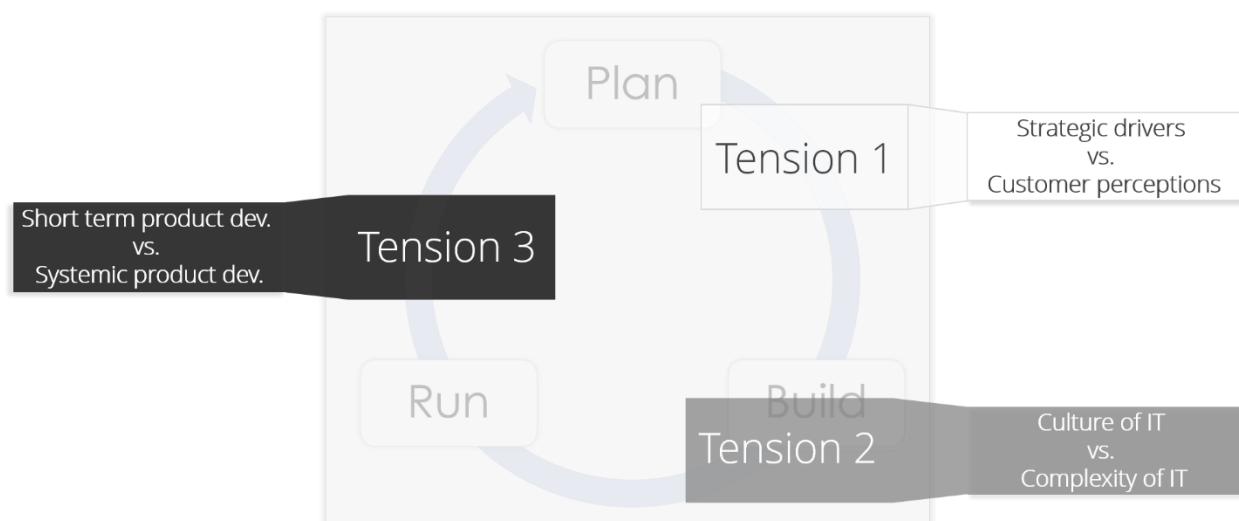 Plan
Tension 1
Strategic drivers
vs.
Customer perceptions
Short term product dev.
vs.
Systemic product dev.
Tension 3
Run
Build
Tension 2
Culture of IT
vs.
Complexity of IT